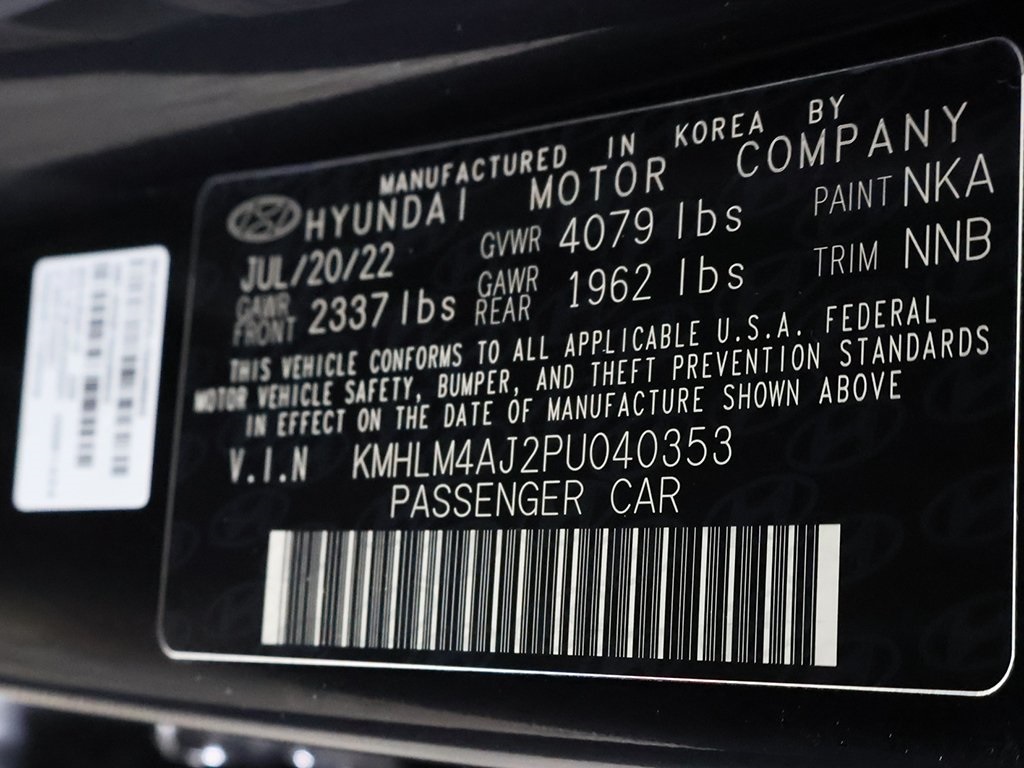 MANUFACTURED IN KOREA BY
HYUNDAI MOTOR COMPANY
JUL/20/22 GVWR 4079 lbs PAINT NKA
GAWR FRONT 2337 lbs GAWR REAR 1962 lbs TRIM NNB
THIS VEHICLE CONFORMS TO ALL APPLICABLE U.S.A. FEDERAL
MOTOR VEHICLE SAFETY, BUMPER, AND THEFT PREVENTION STANDARDS
IN EFFECT ON THE DATE OF MANUFACTURE SHOWN ABOVE
V.I.N KMHLM4AJ2PU040353
PASSENGER CAR